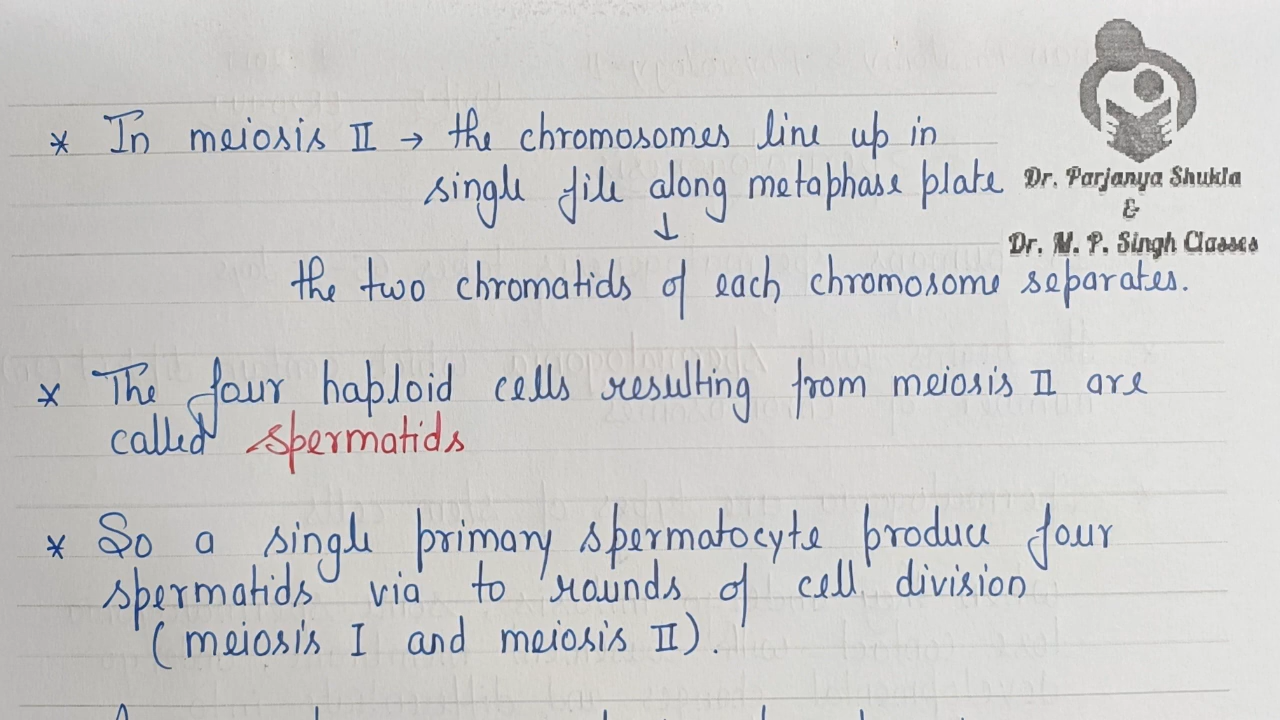 * In meiosis II → the chromosomes line up in
single file along metaphase plate
↓
the two chromatids of each chromosome separates.
* The four haploid cells resulting from meiosis II are
called spermatids
* So a single primary spermatocyte produce four
spermatids via to rounds of cell division
(meiosis I and meiosis II).
Dr. Parjanya Shukla
&
Dr. M. P. Singh Classes